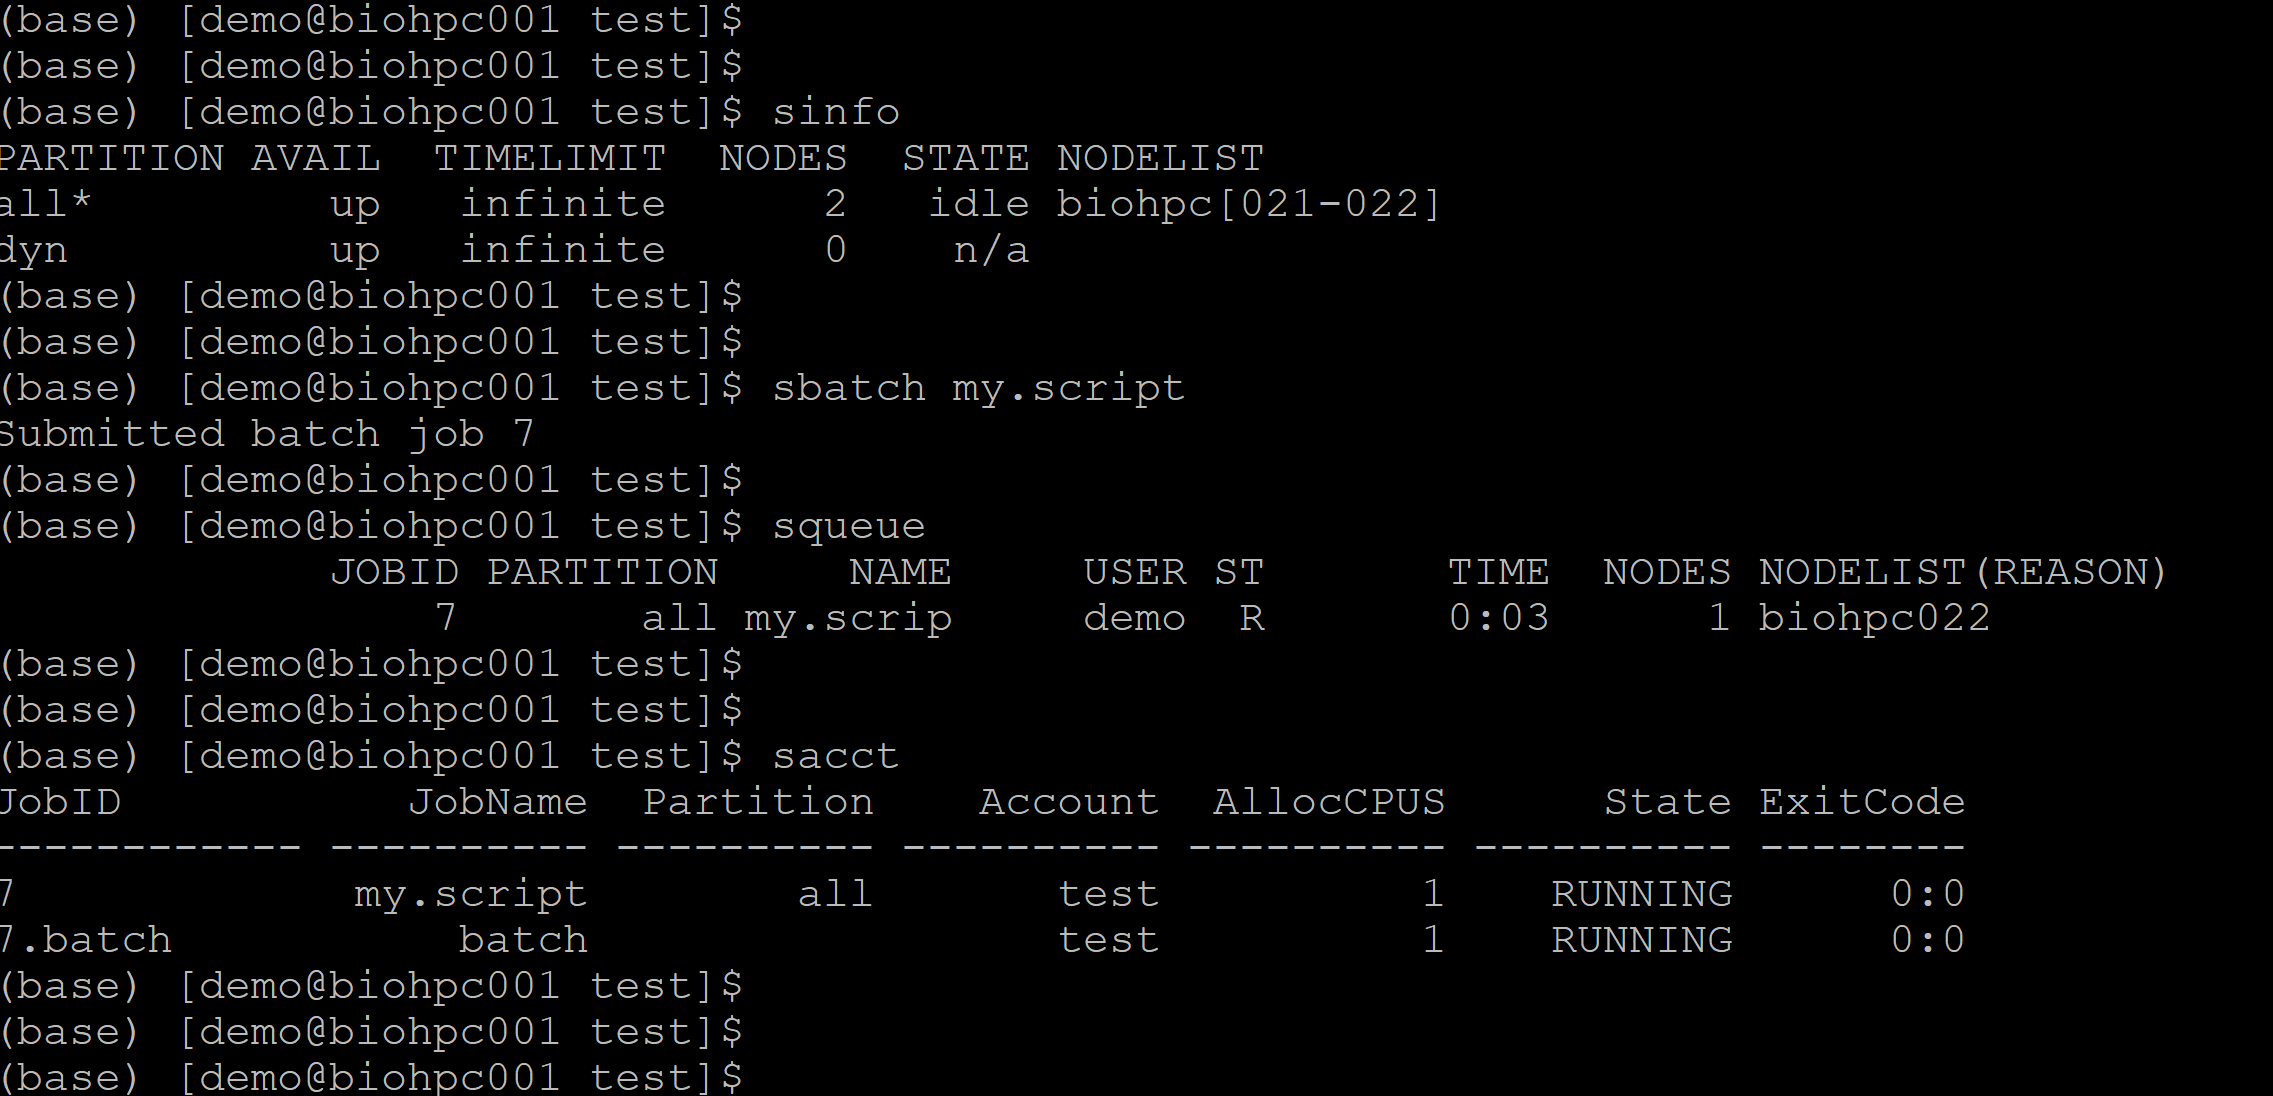 (base) [demo@biohpc001 test]$
(base) [demo@biohpc001 test]$
(base) [demo@biohpc001 test]$ sinfo
PARTITION AVAIL  TIMELIMIT  NODES  STATE NODELIST
all*         up   infinite      2   idle biohpc[021-022]
dyn          up   infinite      0    n/a
(base) [demo@biohpc001 test]$
(base) [demo@biohpc001 test]$
(base) [demo@biohpc001 test]$ sbatch my.script
Submitted batch job 7
(base) [demo@biohpc001 test]$
(base) [demo@biohpc001 test]$ squeue
             JOBID PARTITION     NAME     USER ST       TIME  NODES NODELIST(REASON)
                 7       all my.scrip     demo  R       0:03      1 biohpc022
(base) [demo@biohpc001 test]$
(base) [demo@biohpc001 test]$
(base) [demo@biohpc001 test]$ sacct
JobID           JobName  Partition    Account  AllocCPUS      State ExitCode
------------ ---------- ---------- ---------- ---------- ---------- --------
7             my.script        all       test          1    RUNNING      0:0
7.batch           batch                  test          1    RUNNING      0:0
(base) [demo@biohpc001 test]$
(base) [demo@biohpc001 test]$
(base) [demo@biohpc001 test]$